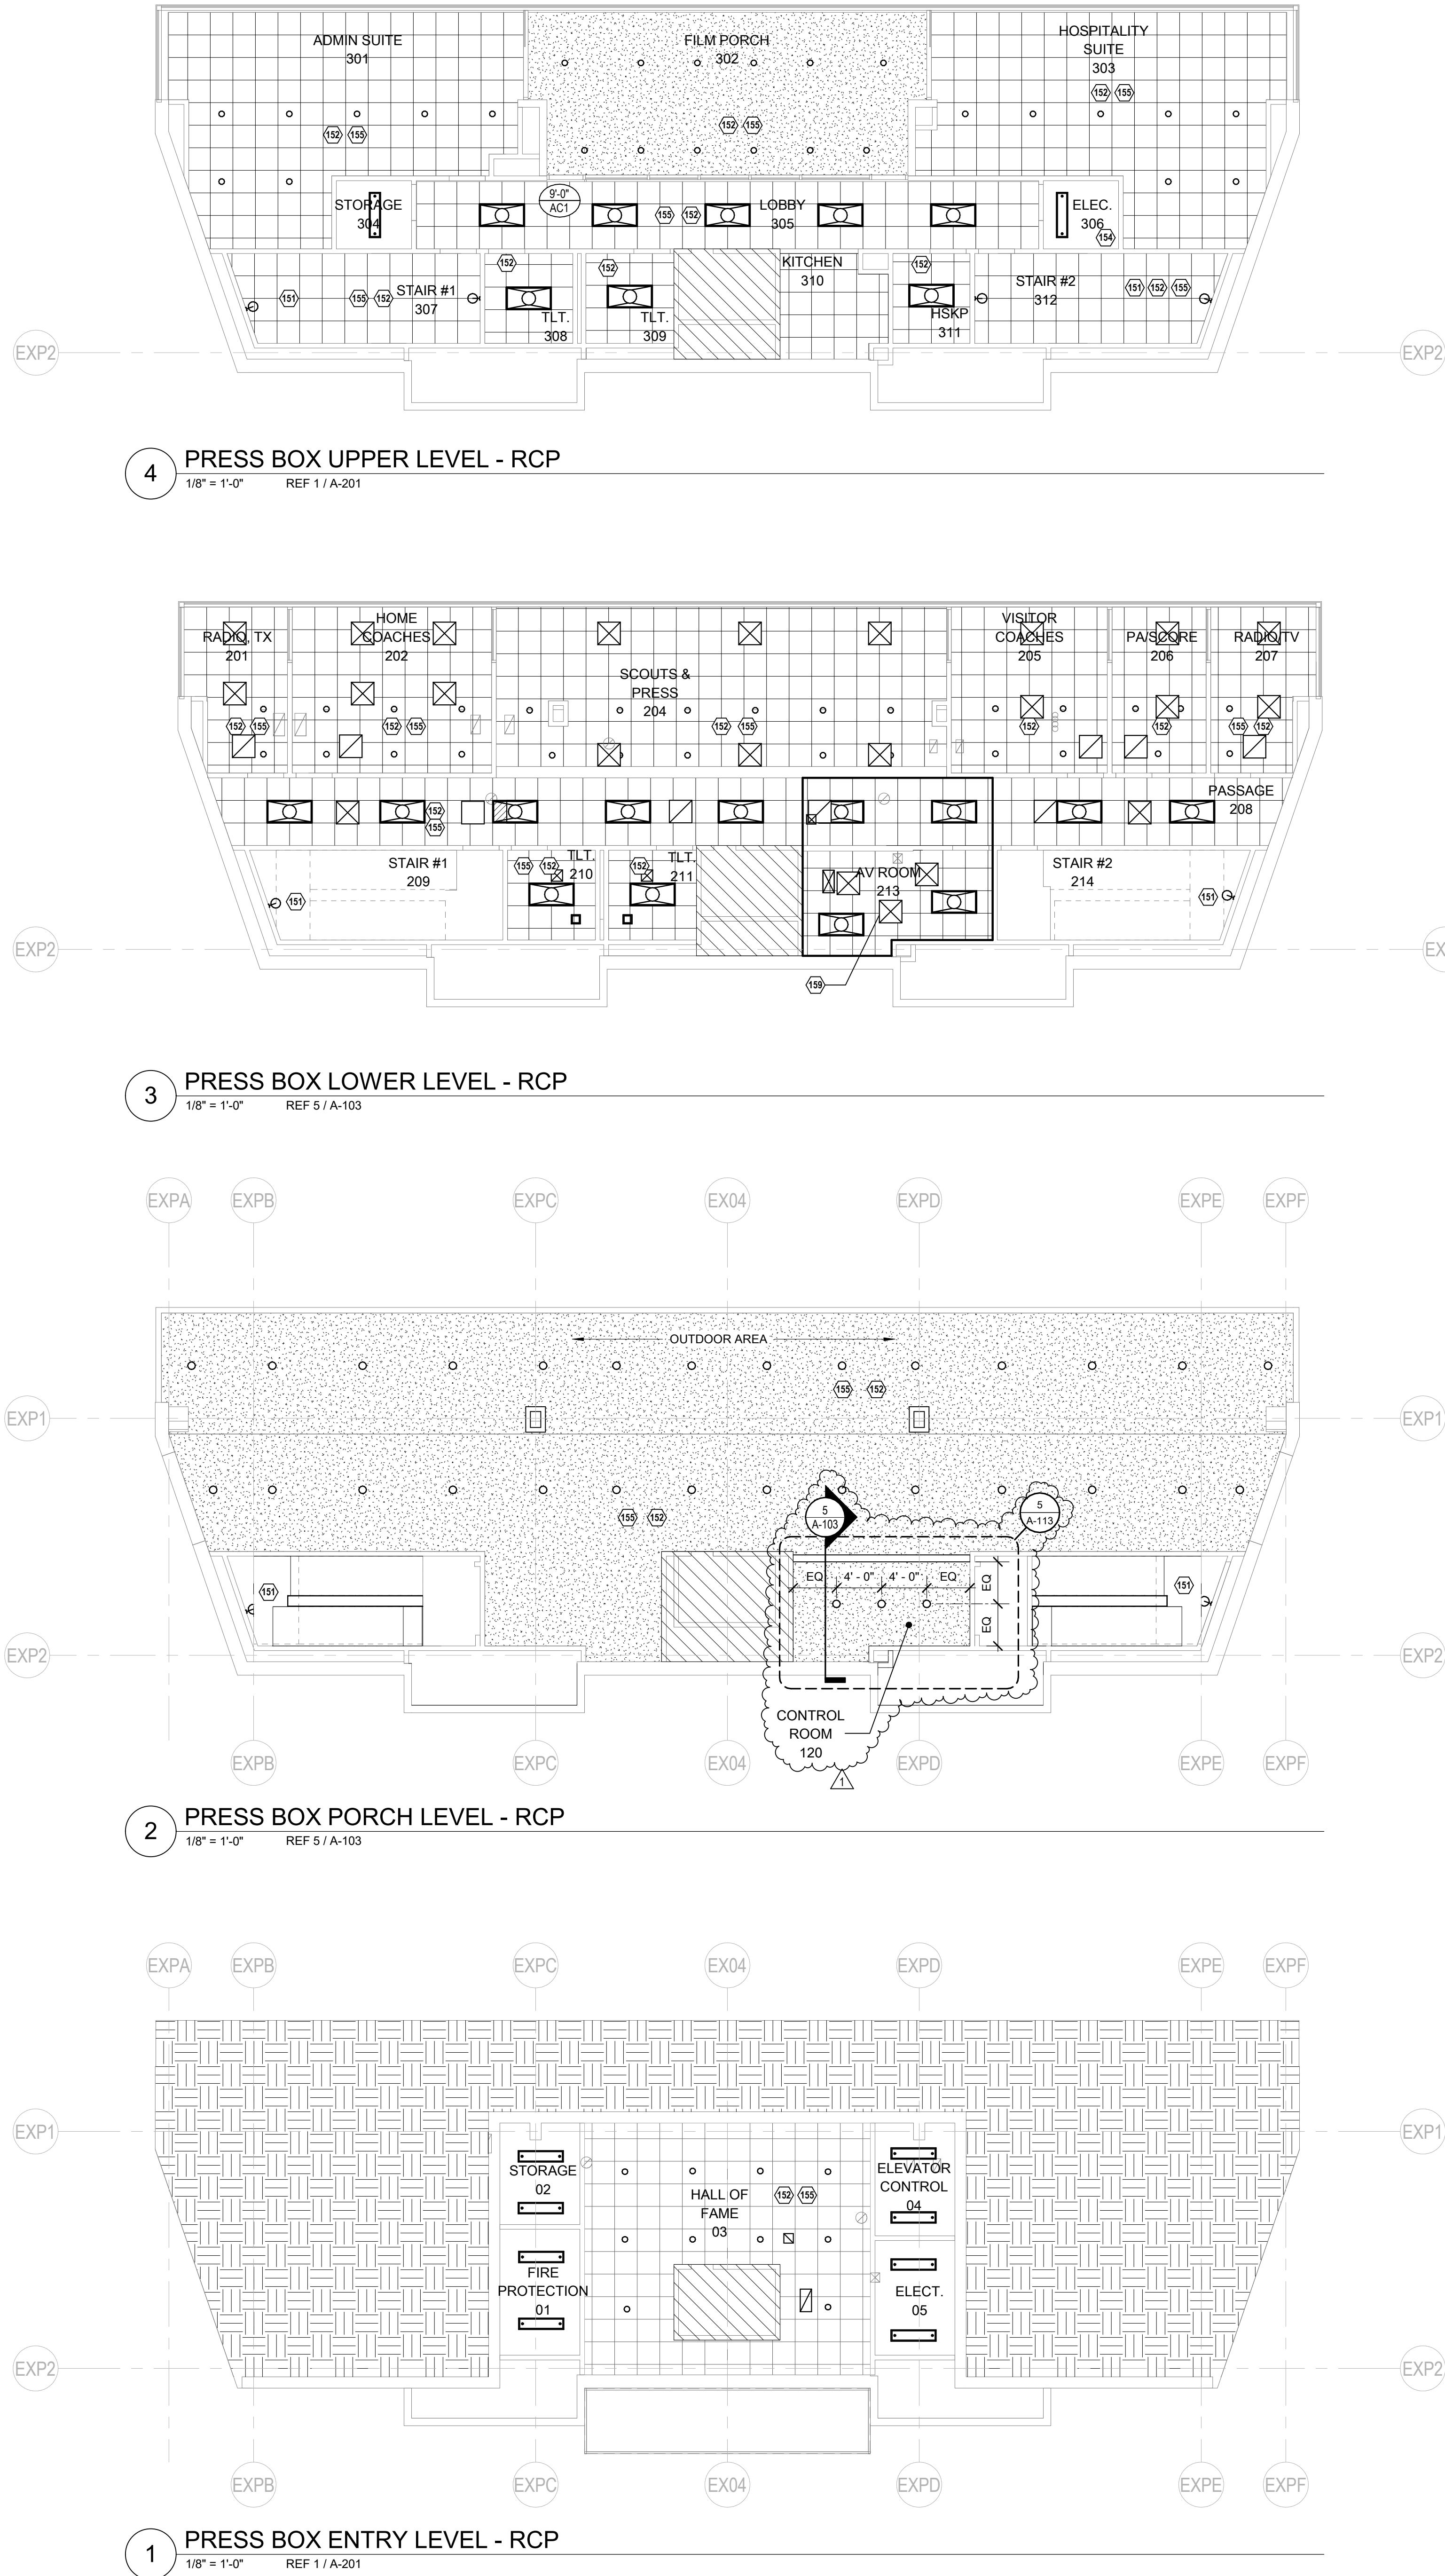 ADMIN SUITE
301
FILM PORCH
302
HOSPITALITY
SUITE
303
152 155
152 155
152 155
STORAGE
304
9'-0"
AC1
155 152
LOBBY
305
ELEC.
306
154
151
155 152
STAIR #1
307
152
TLT.
308
152
TLT.
309
KITCHEN
310
152
HSKP
311
STAIR #2
312
151 152 155
EXP2
EXP2
4
PRESS BOX UPPER LEVEL - RCP
1/8" = 1'-0" REF 1 / A-201
RADIO, TX
201
HOME
COACHES
202
SCOUTS &
PRESS
204
VISITOR
COACHES
205
PA/SCORE
206
RADIO/TV
207
152 155
152 155
152 155
152
152
155 152
152
155
PASSAGE
208
STAIR #1
209
151
155 152
TLT.
210
152
TLT.
211
AV ROOM
213
STAIR #2
214
151
159
EXP2
EX
3
PRESS BOX LOWER LEVEL - RCP
1/8" = 1'-0" REF 5 / A-103
EXPA
EXPB
EXPC
EX04
EXPD
EXPE
EXPF
OUTDOOR AREA
155 152
EXP1
EXP1
155 152
5
A-103
5
A-113
EQ
4' - 0"
4' - 0"
EQ
EQ
EQ
151
151
EXP2
EXP2
CONTROL
ROOM
120
1
EXPB
EXPC
EX04
EXPD
EXPE
EXPF
2
PRESS BOX PORCH LEVEL - RCP
1/8" = 1'-0" REF 5 / A-103
EXPA
EXPB
EXPC
EX04
EXPD
EXPE
EXPF
EXP1
EXP1
STORAGE
02
HALL OF
FAME
03
152 155
ELEVATOR
CONTROL
04
FIRE
PROTECTION
01
ELECT.
05
EXP2
EXP2
EXPB
EXPC
EX04
EXPD
EXPE
EXPF
1
PRESS BOX ENTRY LEVEL - RCP
1/8" = 1'-0" REF 1 / A-201